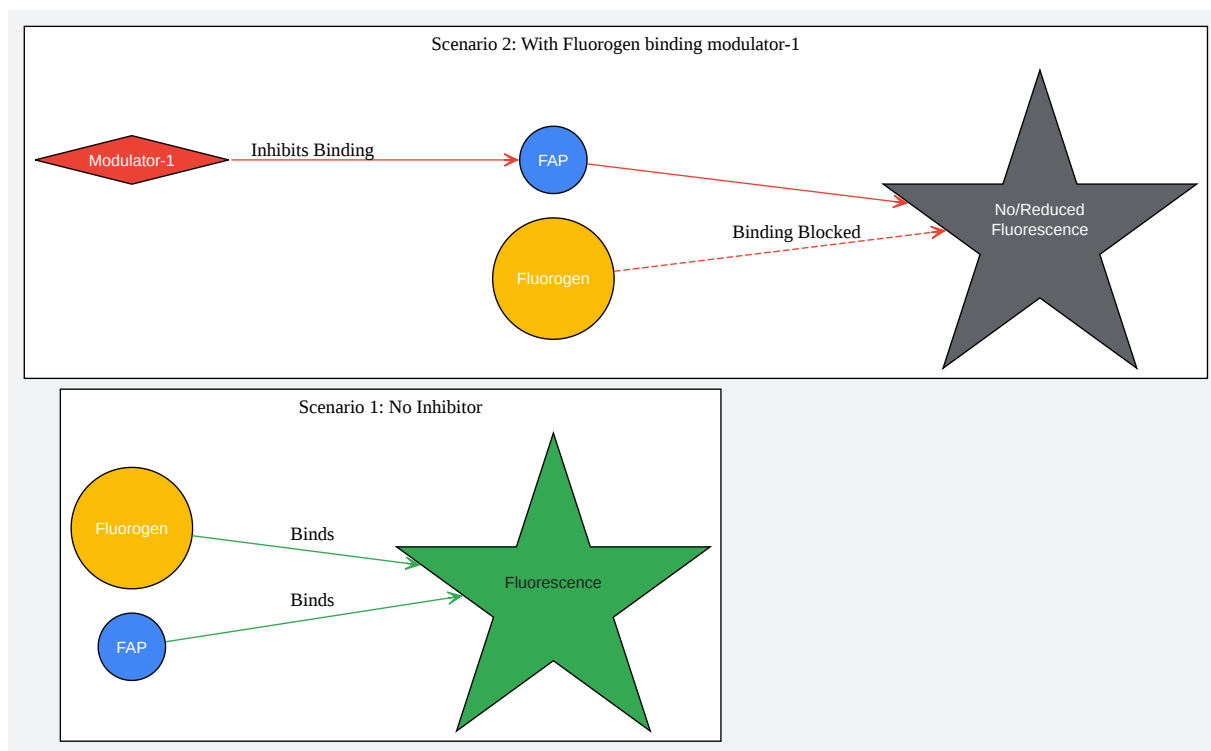 Scenario 2: With Fluorogen binding modulator-1
Modulator-1
Inhibits Binding
FAP
No/Reduced
Fluorescence
Binding Blocked
Fluorogen
Scenario 1: No Inhibitor
Fluorogen
Binds
Fluorescence
Binds
FAP